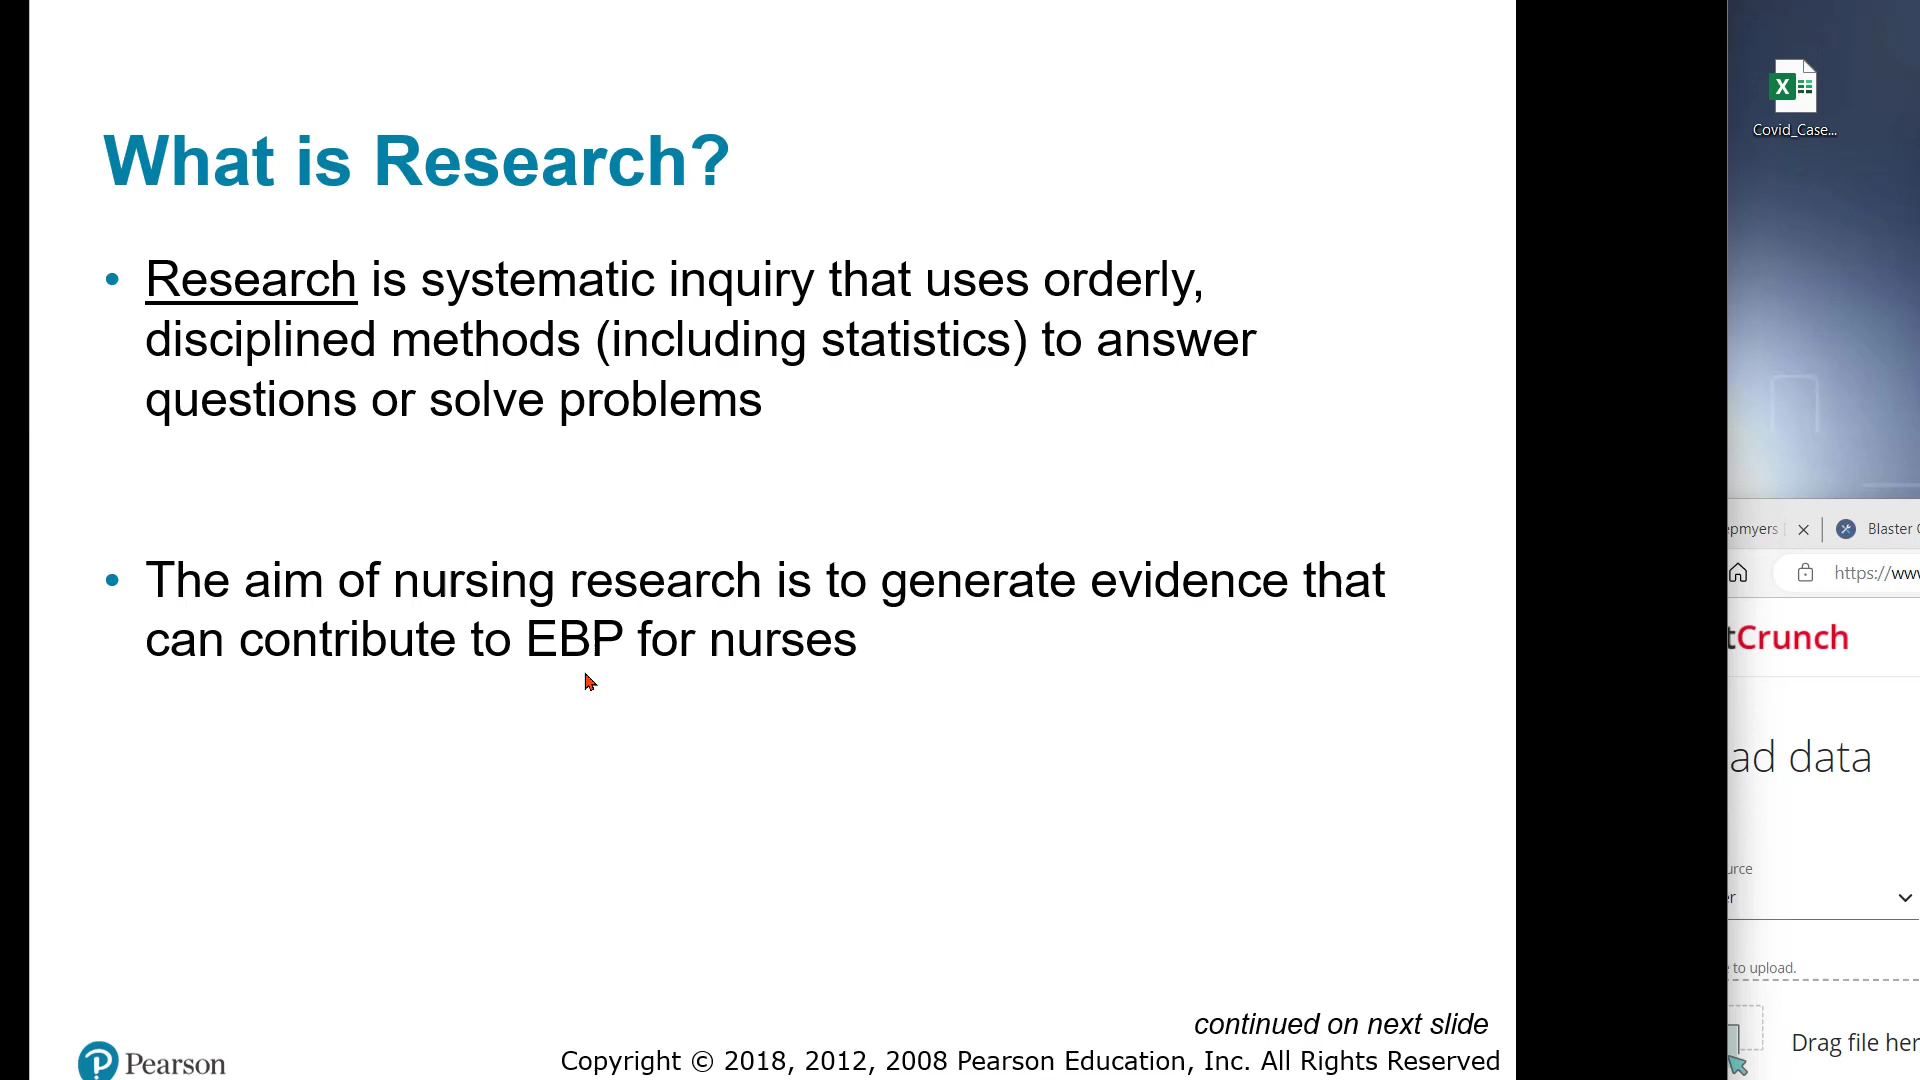 What is Research?
• Research is systematic inquiry that uses orderly,
disciplined methods (including statistics) to answer
questions or solve problems
• The aim of nursing research is to generate evidence that
can contribute to EBP for nurses
continued on next slide
Pearson
Copyright © 2018, 2012, 2008 Pearson Education, Inc. All Rights Reserved
Covid_Case...
epmyers
Blaster
https://ww
tCrunch
ad data
urce
er
to upload.
Drag file her